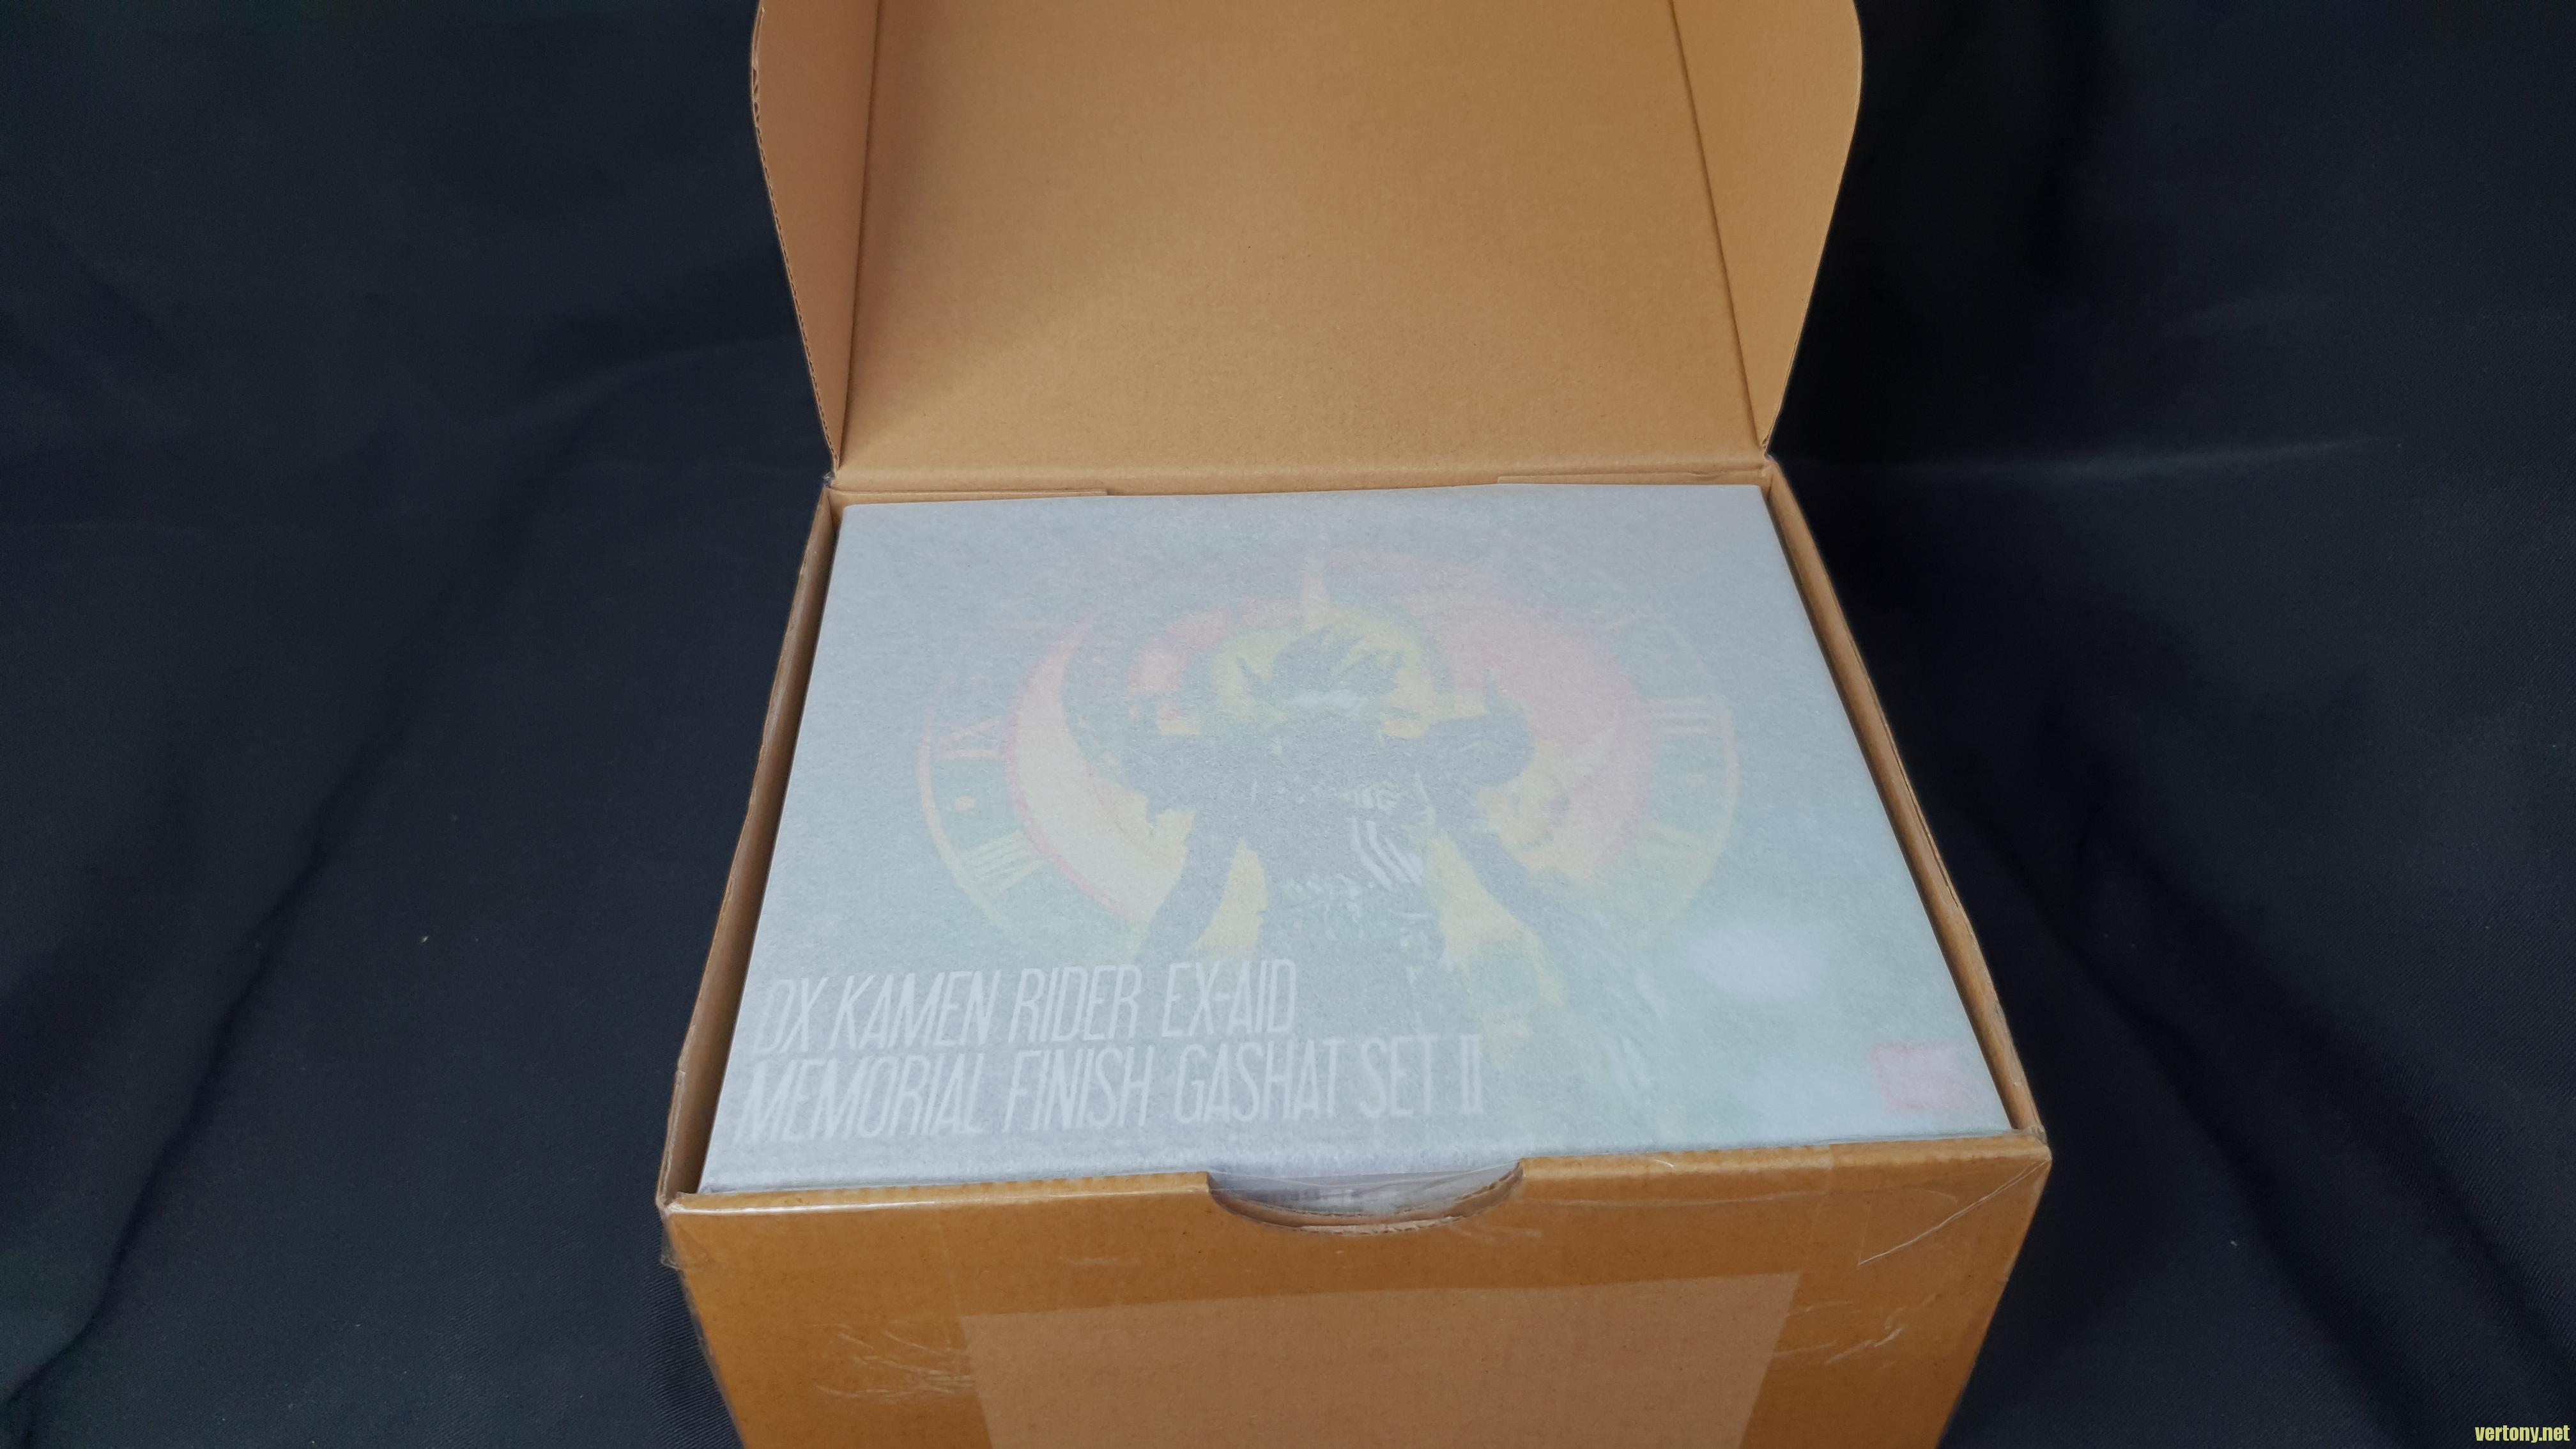 DX KAMEN RIDER EX-AID
MEMORIAL FINISH GASHAT SET II
vertony.net